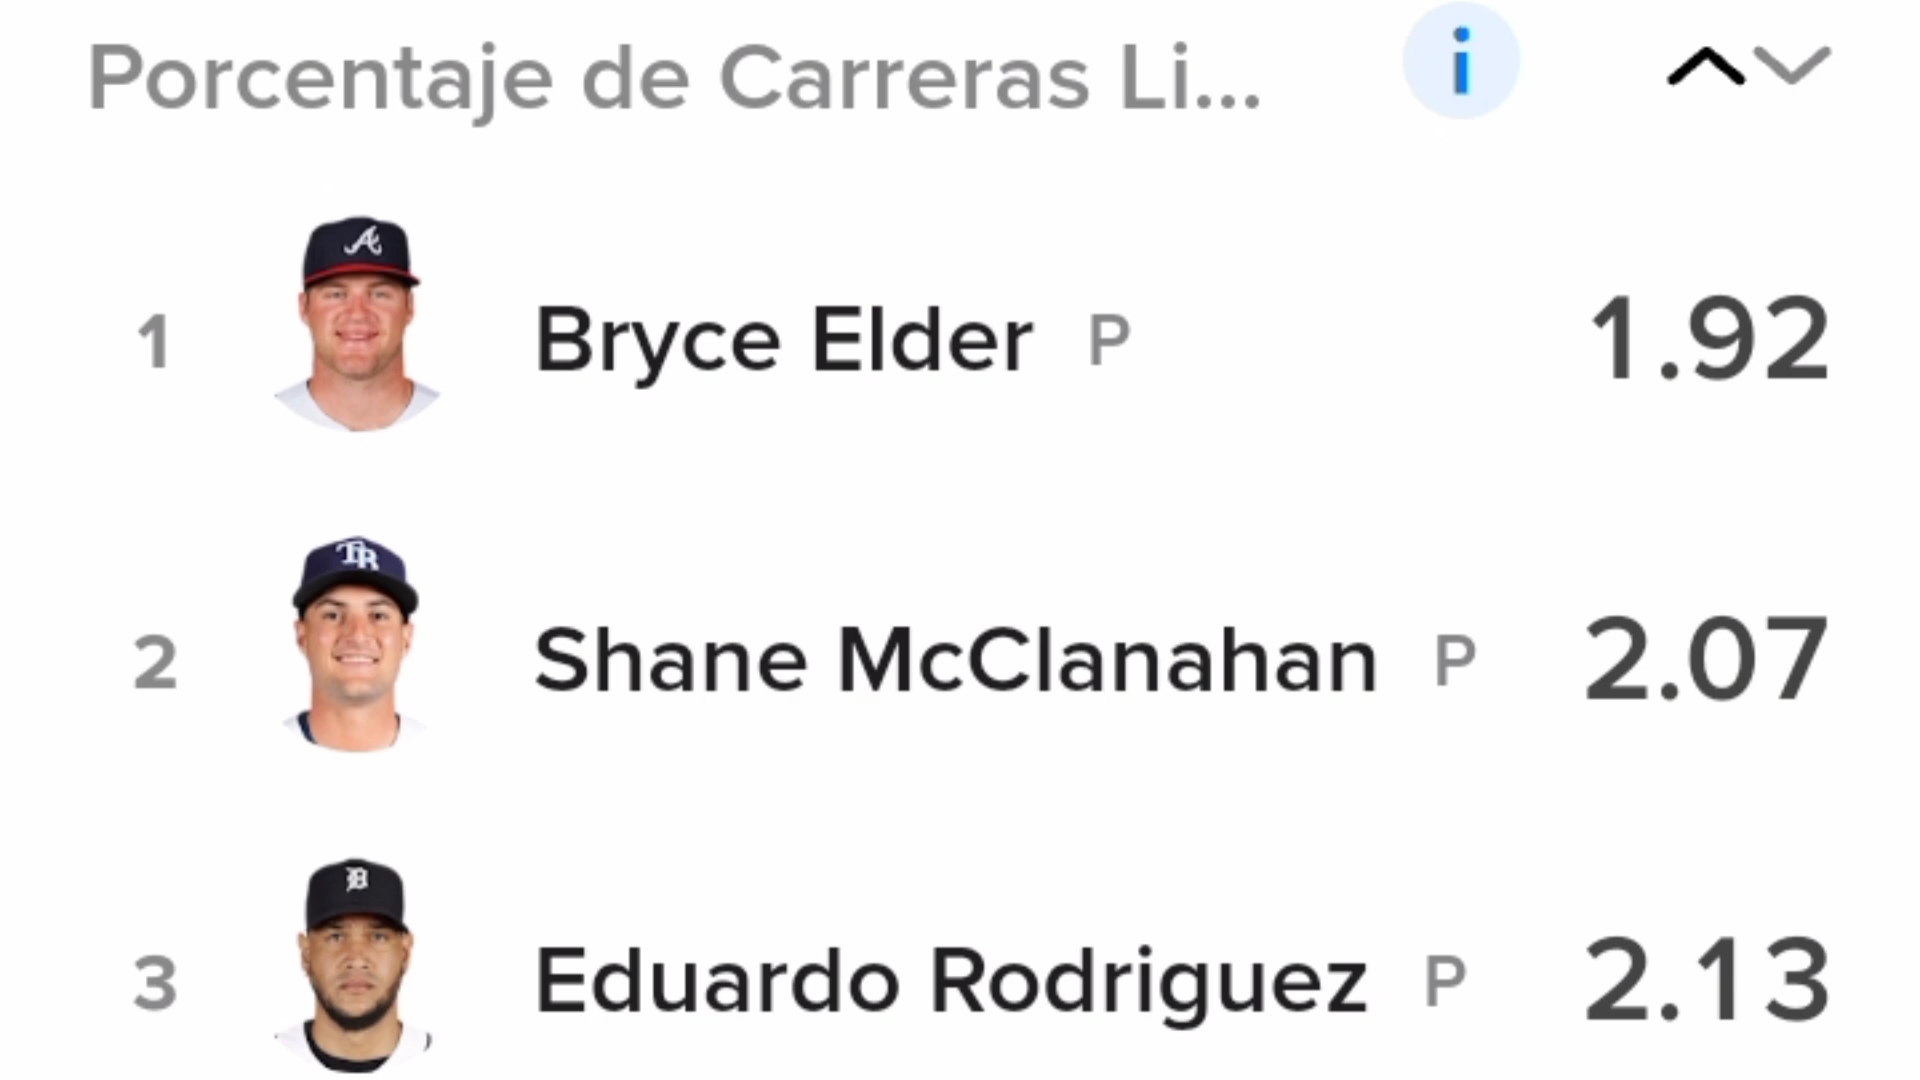 Porcentaje de Carreras Li... i
1 Bryce Elder P 1.92
2 Shane McClanahan P 2.07
3 Eduardo Rodriguez P 2.13